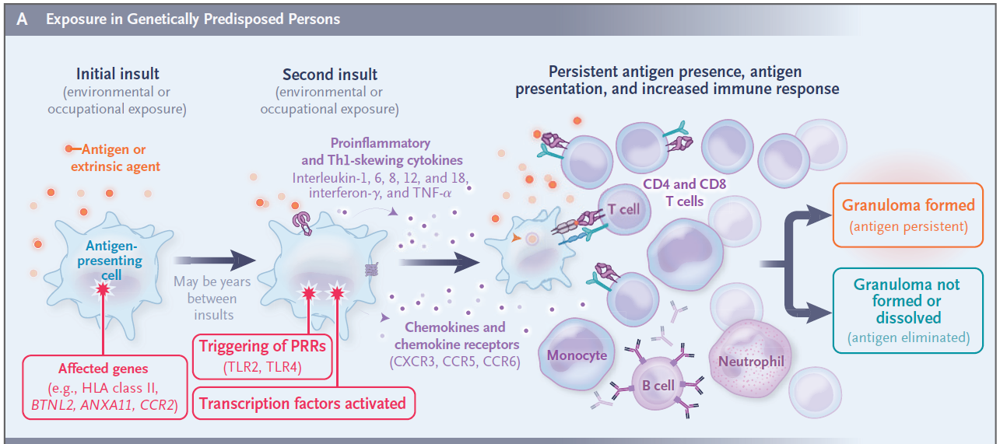 A Exposure in Genetically Predisposed Persons
Initial insult
(environmental or
occupational exposure)
Antigen or
extrinsic agent
Antigen-
presenting
cell
Affected genes
(e.g., HLA class II,
BTNL2, ANXA11, CCR2)
May be years
between
insults
Second insult
(environmental or
occupational exposure)
Proinflammatory
and Th1-skewing cytokines
Interleukin-1, 6, 8, 12, and 18,
interferon-γ, and TNF-α
Triggering of PRRs
(TLR2, TLR4)
Transcription factors activated
Chemokines and
chemokine receptors
(CXCR3, CCR5, CCR6)
Persistent antigen presence, antigen
presentation, and increased immune response
CD4 and CD8
T cells
T cell
Monocyte
B cell
Neutrophil
Granuloma formed
(antigen persistent)
Granuloma not
formed or
dissolved
(antigen eliminated)